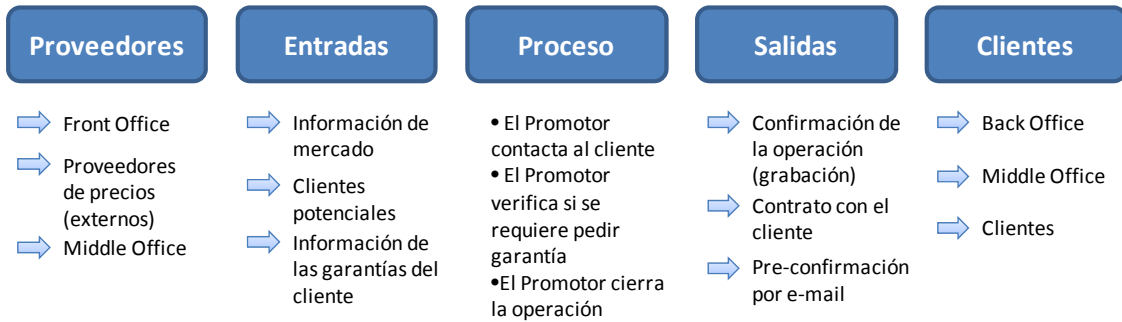 Proveedores
Entradas
Proceso
Salidas
Clientes
Front Office
Proveedores
de precios
(externos)
Middle Office
Información de
mercado
Clientes
potenciales
Información de
las garantías del
cliente
• El Promotor
contacta al cliente
• El Promotor
verifica si se
requiere pedir
garantía
•El Promotor cierra
la operación
Confirmación de
la operación
(grabación)
Contrato con el
cliente
Pre-confirmación
por e-mail
Back Office
Middle Office
Clientes